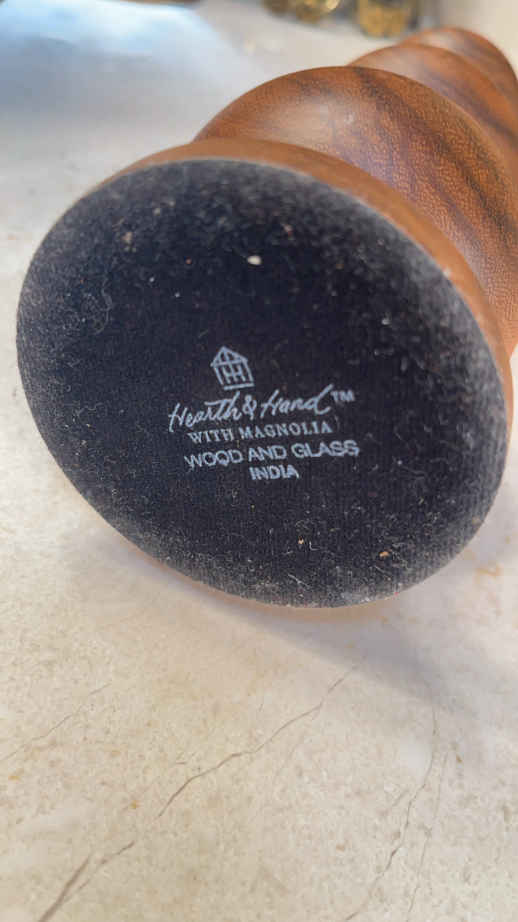 Hearth & Hand™
WITH MAGNOLIA
WOOD AND GLASS
INDIA